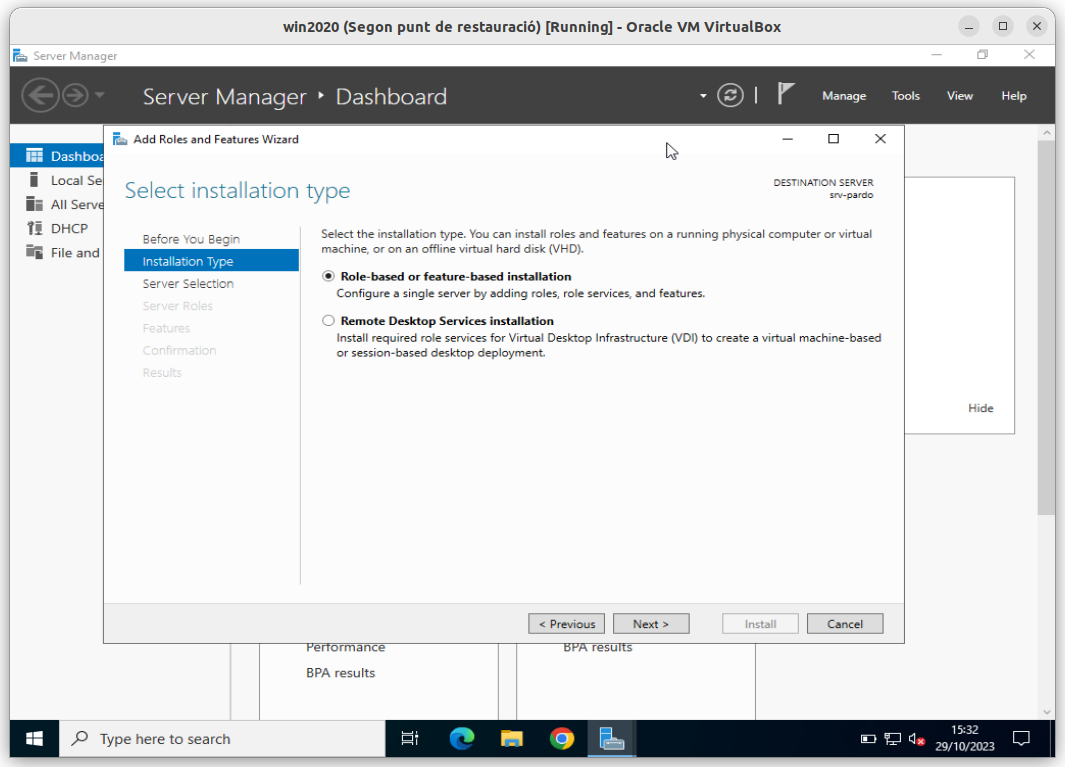 win2020 (Segon punt de restauració) [Running] - Oracle VM VirtualBox
Server Manager
Server Manager ‣ Dashboard
Manage Tools View Help
Add Roles and Features Wizard
Dashboa
Local Se
All Serve
DHCP
File and
Select installation type
DESTINATION SERVER
srv-pardo
Before You Begin
Installation Type
Server Selection
Server Roles
Features
Confirmation
Results
Select the installation type. You can install roles and features on a running physical computer or virtual
machine, or on an offline virtual hard disk (VHD).
Role-based or feature-based installation
Configure a single server by adding roles, role services, and features.
Remote Desktop Services installation
Install required role services for Virtual Desktop Infrastructure (VDI) to create a virtual machine-based
or session-based desktop deployment.
Hide
< Previous Next > Install Cancel
Performance
BPA results
BPA results
Type here to search
15:32
29/10/2023